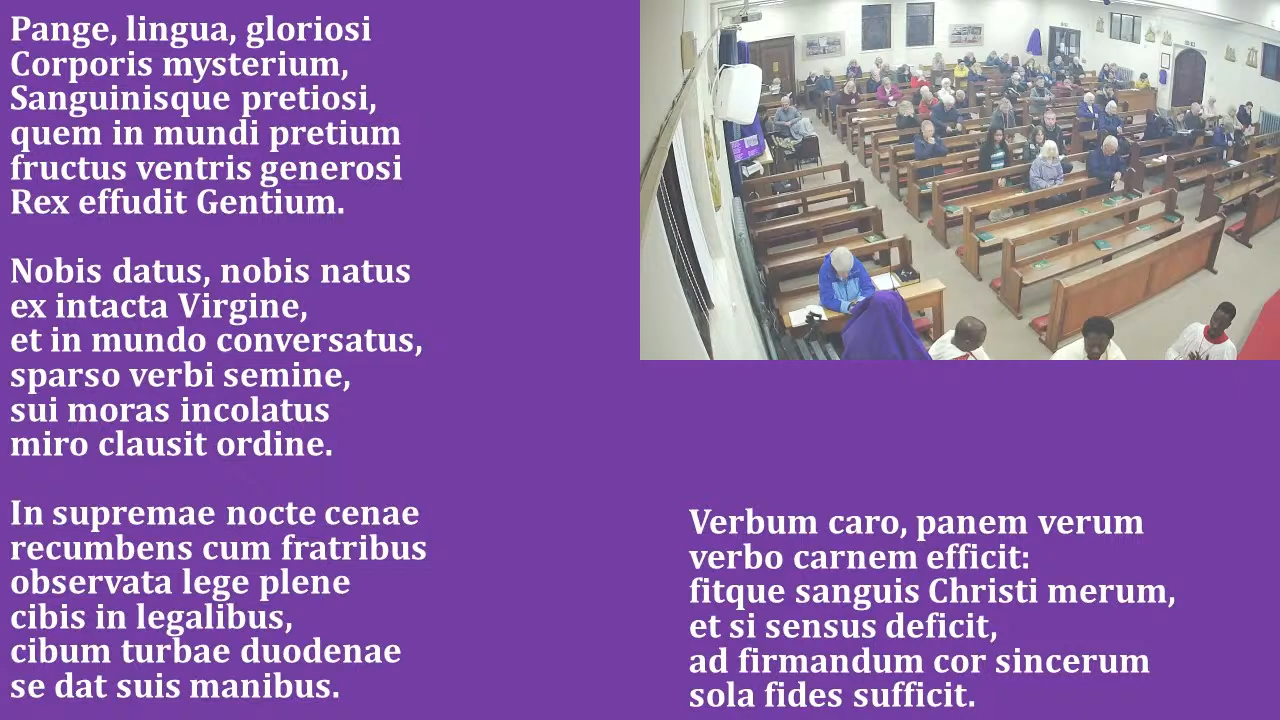 Pange, lingua, gloriosi
Corporis mysterium,
Sanguinisque pretiosi,
quem in mundi pretium
fructus ventris generosi
Rex effudit Gentium.
Nobis datus, nobis natus
ex intacta Virgine,
et in mundo conversatus,
sparso verbi semine,
sui moras incolatus
miro clausit ordine.
In supremae nocte cenae
recumbens cum fratribus
observata lege plene
cibis in legalibus,
cibum turbae duodenae
se dat suis manibus.
Verbum caro, panem verum
verbo carnem efficit:
fitque sanguis Christi merum,
et si sensus deficit,
ad firmandum cor sincerum
sola fides sufficit.